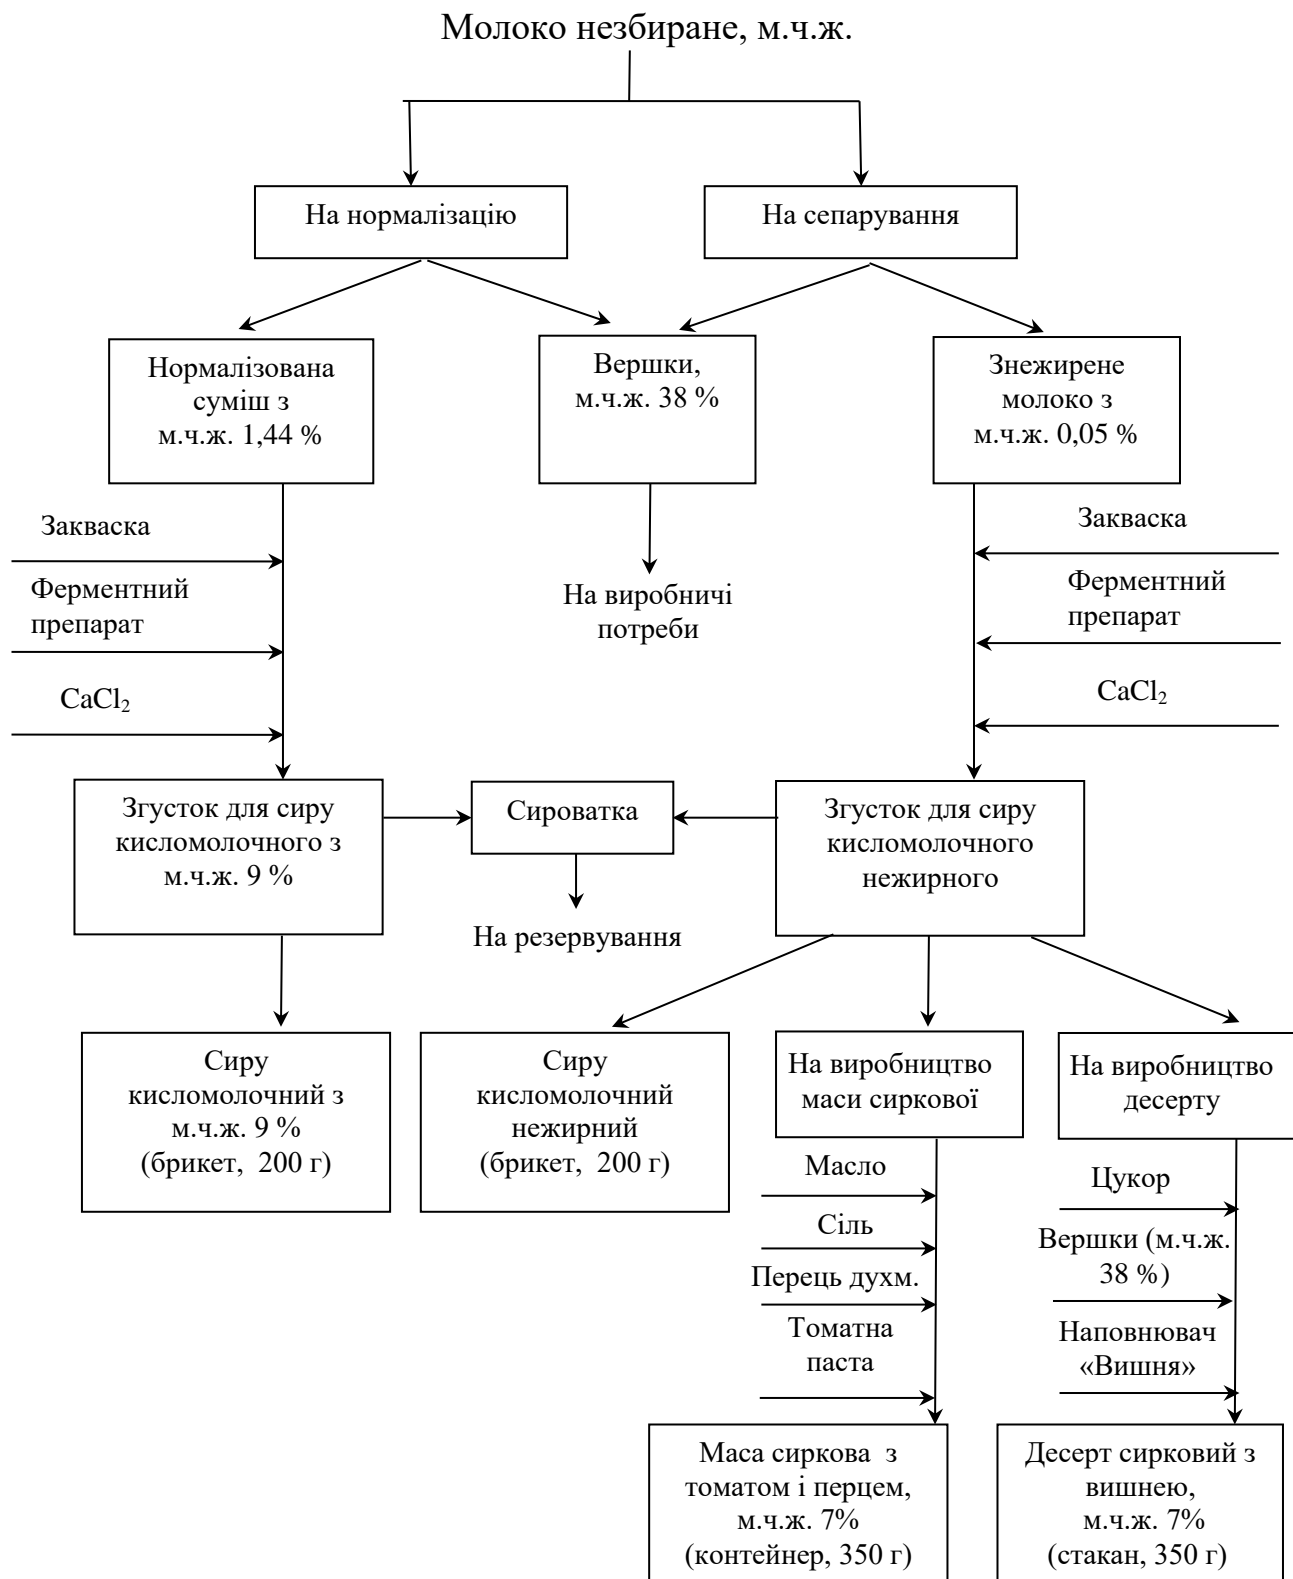 Молоко незбиране, м.ч.ж.
На нормалізацію
На сепарування
Нормалізована
суміш з
м.ч.ж. 1,44 %
Вершки,
м.ч.ж. 38 %
Знежирене
молоко з
м.ч.ж. 0,05 %
Закваска
Ферментний
препарат
CaCl₂
На виробничі
потреби
Закваска
Ферментний
препарат
CaCl₂
Згусток для сиру
кисломолочного з
м.ч.ж. 9 %
Сироватка
Згусток для сиру
кисломолочного
нежирного
На резервування
Сиру
кисломолочний з
м.ч.ж. 9 %
(брикет, 200 г)
Сиру
кисломолочний
нежирний
(брикет, 200 г)
На виробництво
маси сиркової
На виробництво
десерту
Масло
Сіль
Перець духм.
Томатна
паста
Цукор
Вершки (м.ч.ж.
38 %)
Наповнювач
«Вишня»
Маса сиркова з
томатом і перцем,
м.ч.ж. 7%
(контейнер, 350 г)
Десерт сирковий з
вишнею,
м.ч.ж. 7%
(стакан, 350 г)